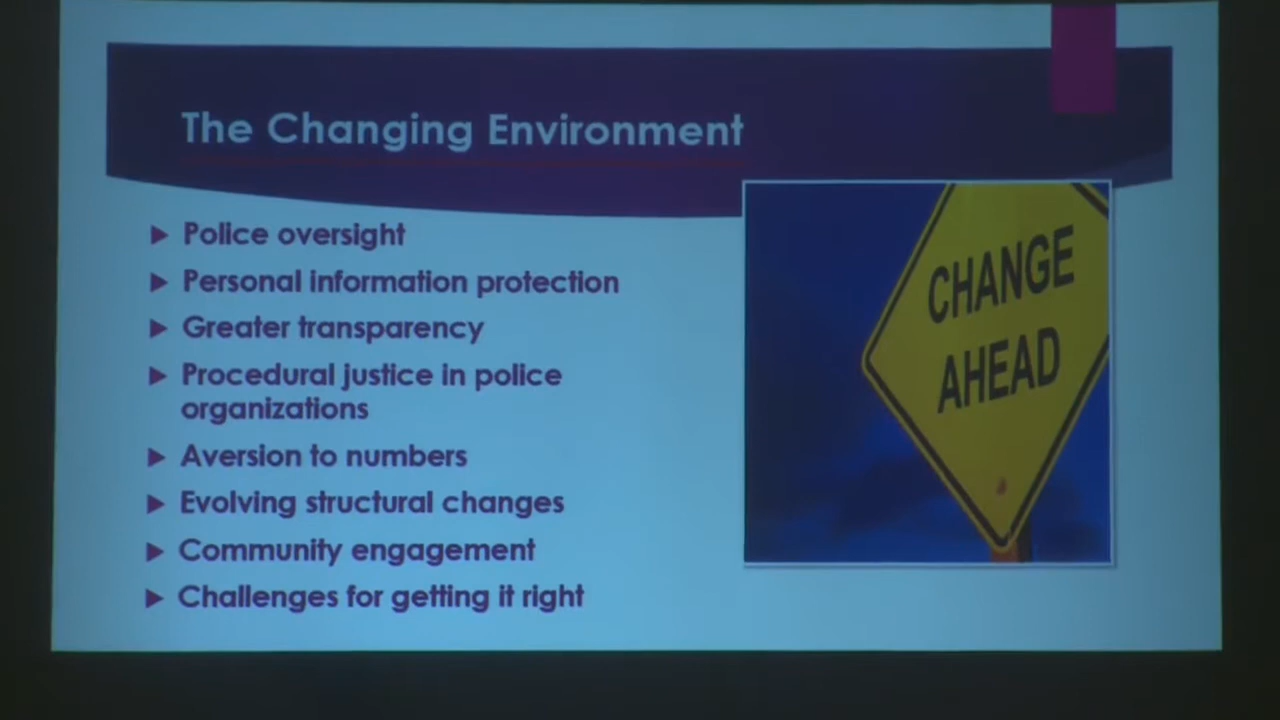 The Changing Environment
Police oversight
Personal information protection
Greater transparency
Procedural justice in police
organizations
Aversion to numbers
Evolving structural changes
Community engagement
Challenges for getting it right
CHANGE
AHEAD